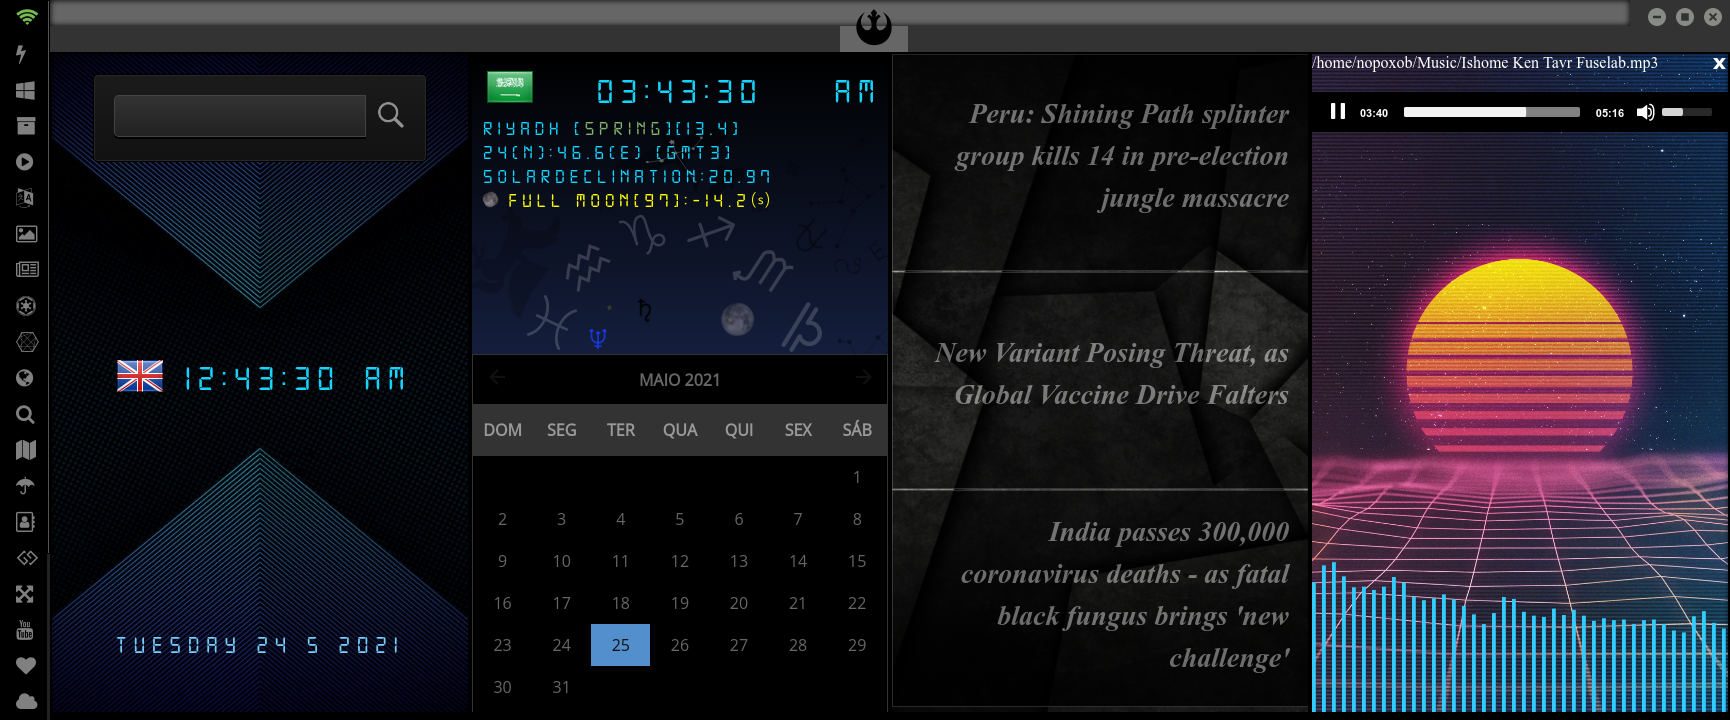 12:43:30 AM
TUESDAY 24 5 2021
03:43:30 AM
RIYADH [SPRING][13.4]
24(N):46.6(E) [GMT3]
SOLARDECLINATION:20.97
FULL MOON[97]:-14.2(s)
MAIO 2021
DOM SEG TER QUA QUI SEX SÁB
1
2 3 4 5 6 7 8
9 10 11 12 13 14 15
16 17 18 19 20 21 22
23 24 25 26 27 28 29
30 31
Peru: Shining Path splinter
group kills 14 in pre-election
jungle massacre
New Variant Posing Threat, as
Global Vaccine Drive Falters
India passes 300,000
coronavirus deaths - as fatal
black fungus brings 'new
challenge'
/home/nopoxob/Music/Ishome Ken Tavr Fuselab.mp3 x
03:40 05:16
You
Tube